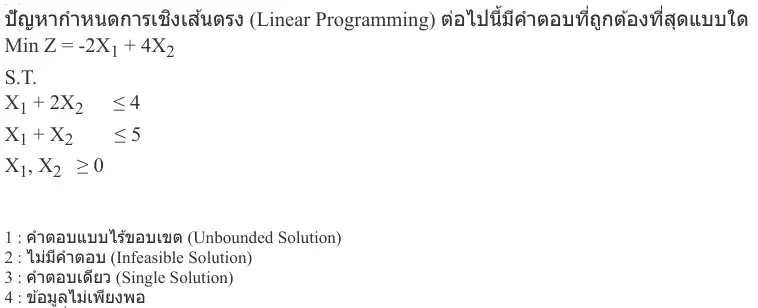 ปัญหากำหนดการเชิงเส้นตรง (Linear Programming) ต่อไปนี้มีคำตอบที่ถูกต้องที่สุดแบบใด
Min Z = -2X₁ + 4X₂
S.T.
X₁ + 2X₂ ≤ 4
X₁ + X₂ ≤ 5
X₁, X₂ ≥ 0
1 : คำตอบแบบไร้ขอบเขต (Unbounded Solution)
2 : ไม่มีคำตอบ (Infeasible Solution)
3 : คำตอบเดียว (Single Solution)
4 : ข้อมูลไม่เพียงพอ